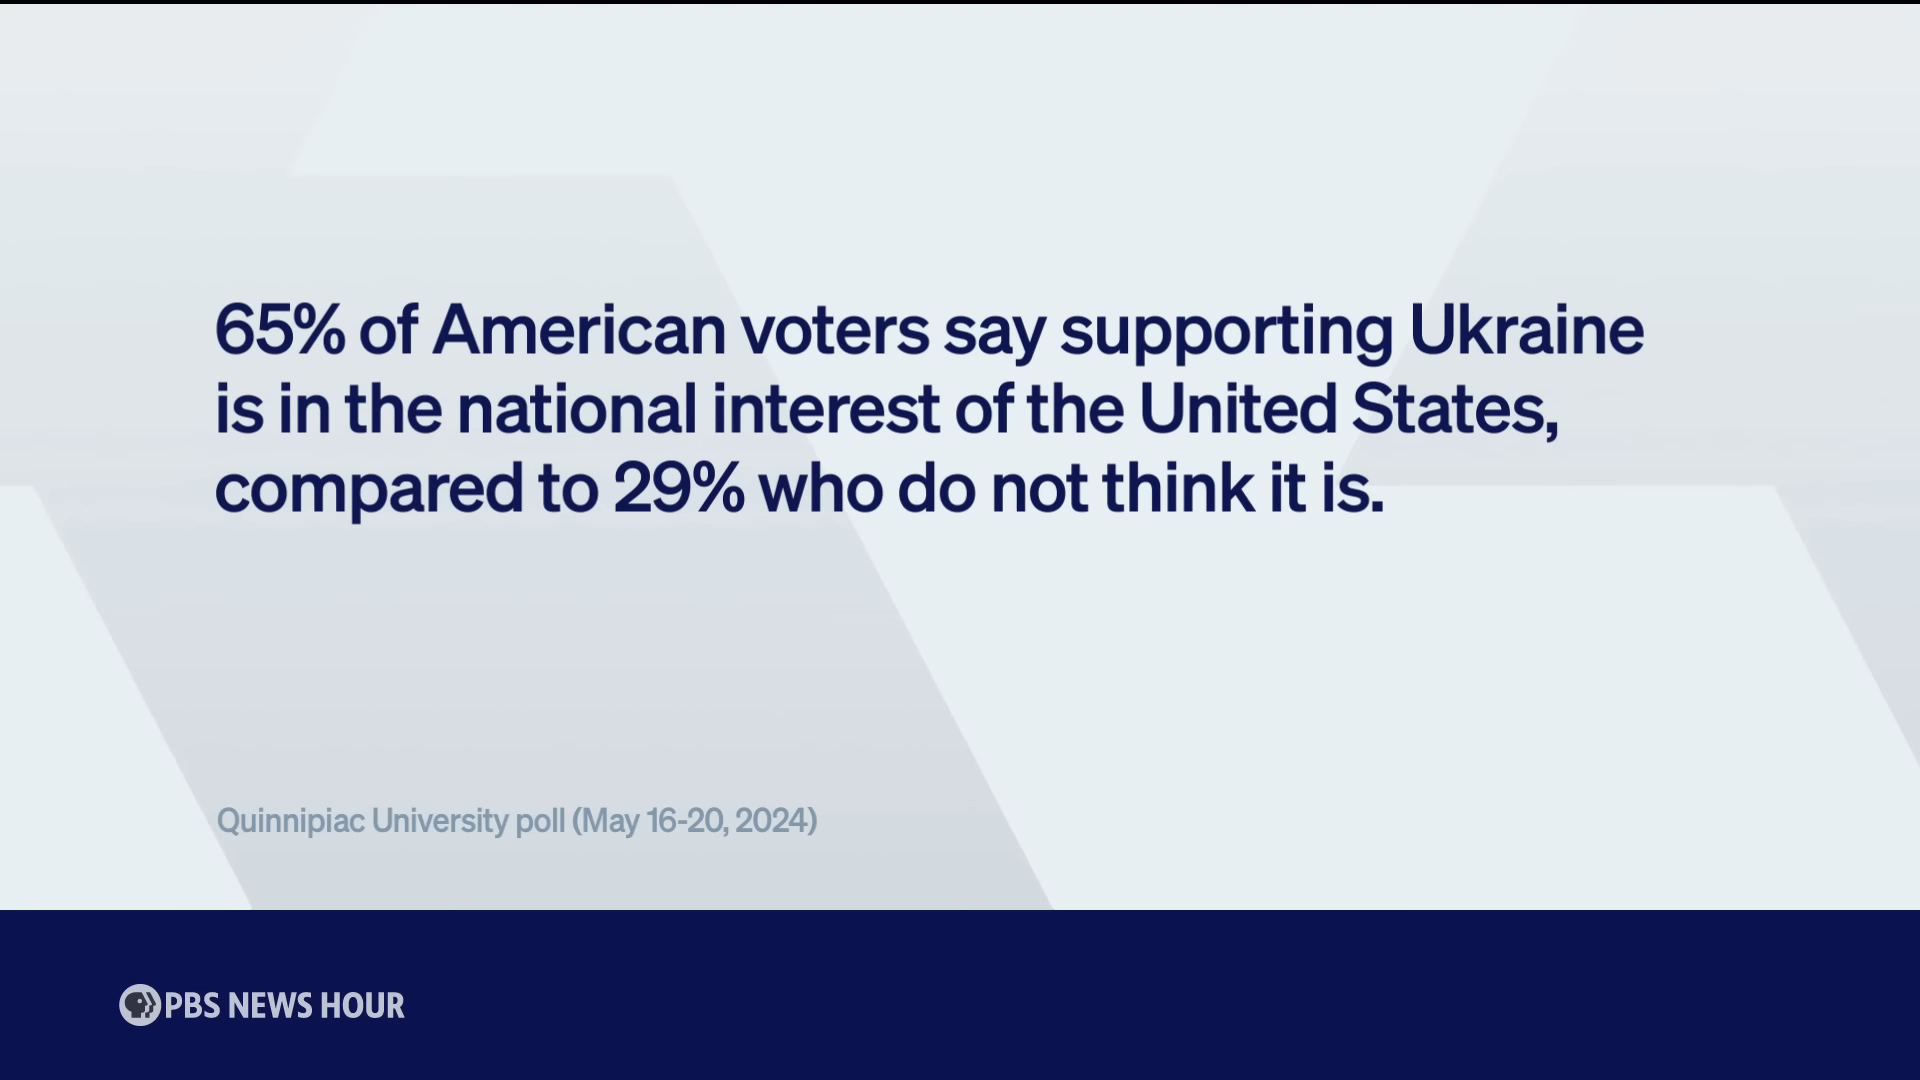 65% of American voters say supporting Ukraine
is in the national interest of the United States,
compared to 29% who do not think it is.
Quinnipiac University poll (May 16-20, 2024)
PBS NEWS HOUR